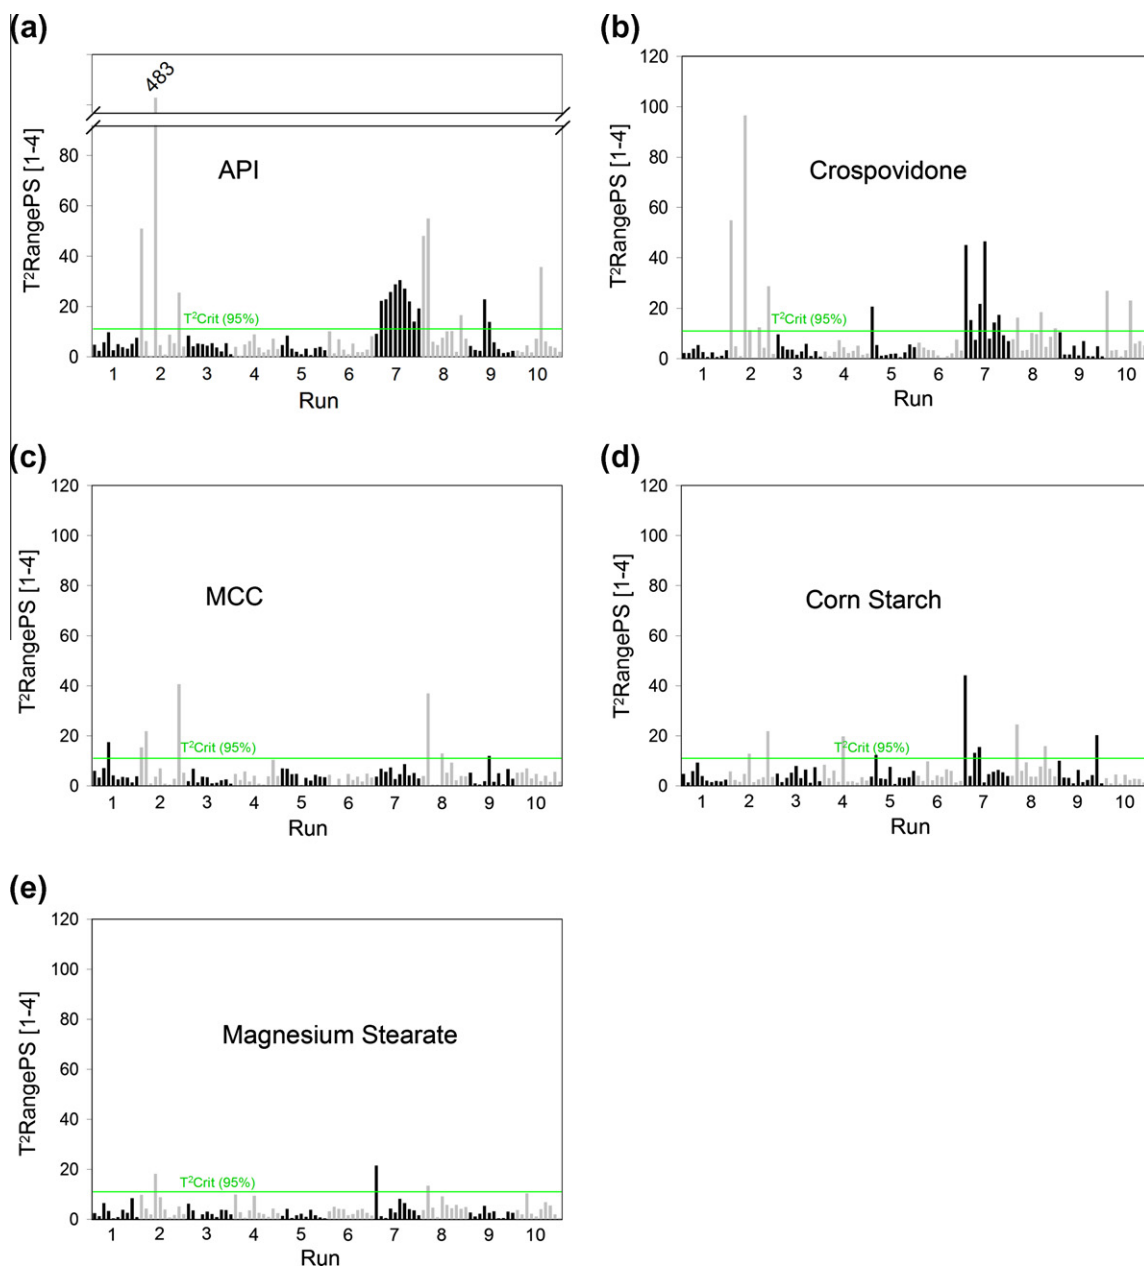 (a)
483
T²RangePS [1-4]
80
60
40
20
0
API
T²Crit (95%)
1 2 3 4 5 6 7 8 9 10
Run
(b)
T²RangePS [1-4]
120
100
80
60
40
20
0
Crospovidone
T²Crit (95%)
1 2 3 4 5 6 7 8 9 10
Run
(c)
T²RangePS [1-4]
120
100
80
60
40
20
0
MCC
T²Crit (95%)
1 2 3 4 5 6 7 8 9 10
Run
(d)
T²RangePS [1-4]
120
100
80
60
40
20
0
Corn Starch
T²Crit (95%)
1 2 3 4 5 6 7 8 9 10
Run
(e)
T²RangePS [1-4]
120
100
80
60
40
20
0
Magnesium Stearate
T²Crit (95%)
1 2 3 4 5 6 7 8 9 10
Run